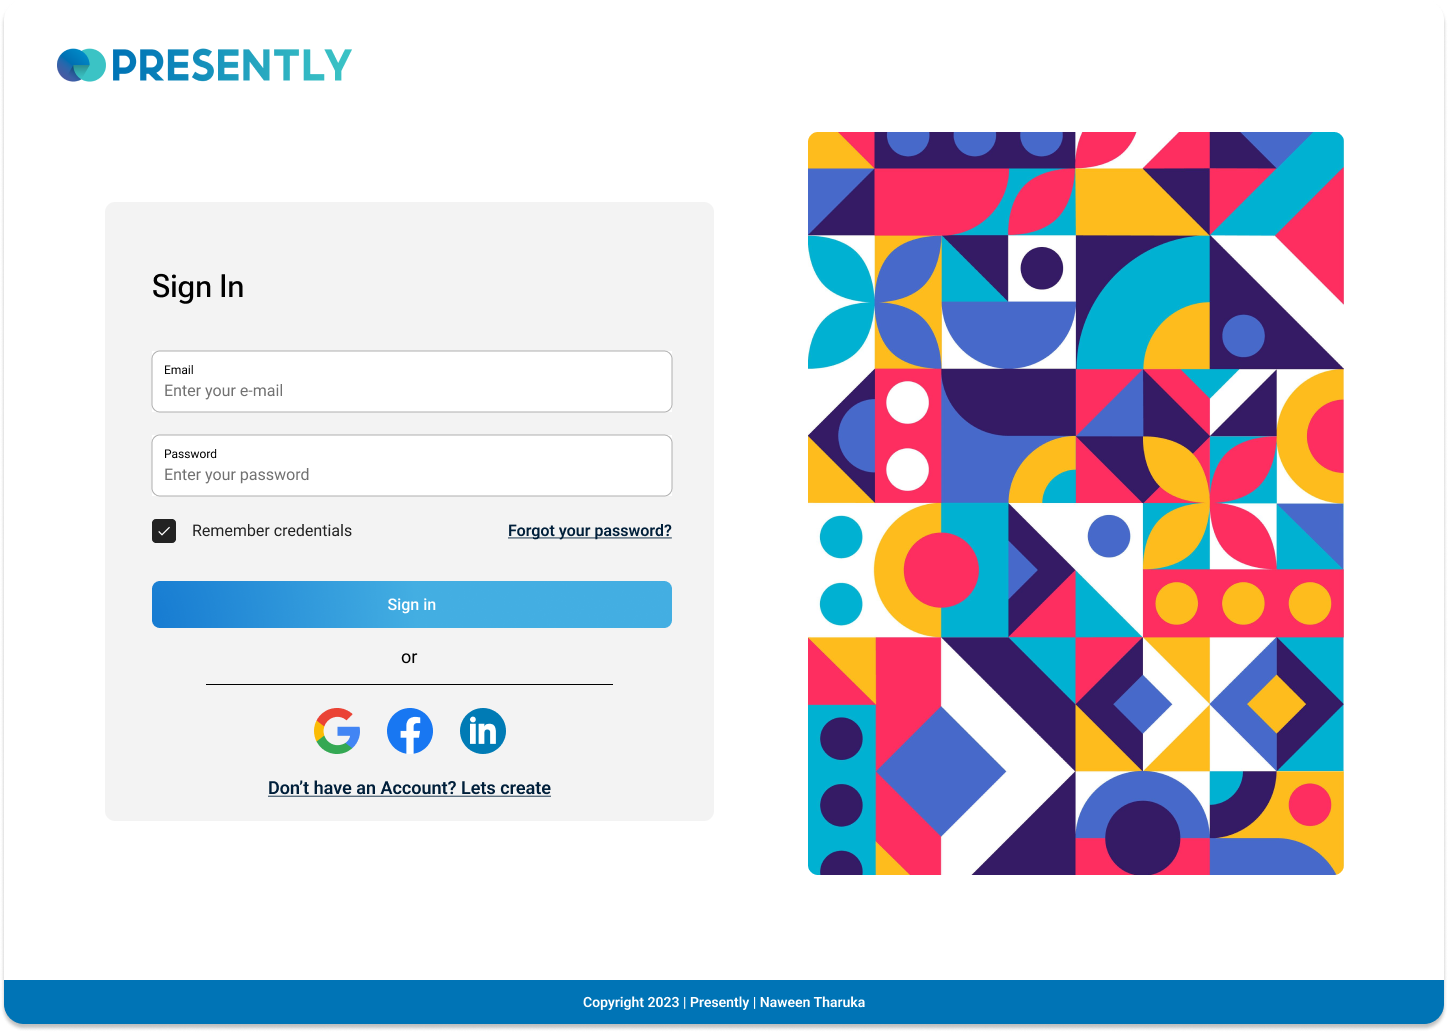 PRESENTLY
Sign In
Email
Enter your e-mail
Password
Enter your password
Remember credentials
Forgot your password?
Sign in
or
in
Don’t have an Account? Lets create
Copyright 2023 | Presently | Naween Tharuka